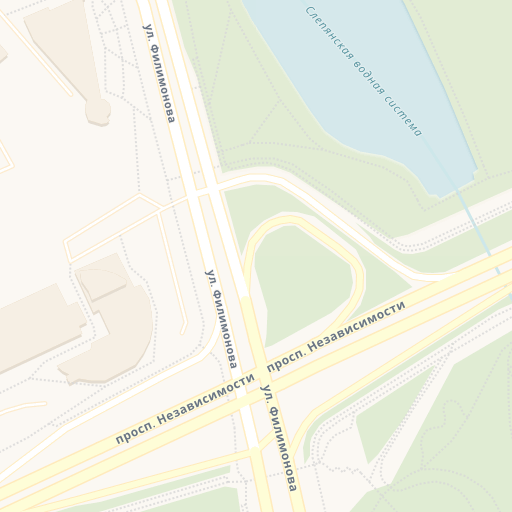 ул. Филимонова
Слепянская водная система
ул. Филимонова
просп. Независимости
просп. Независимости
ул. Филимонова